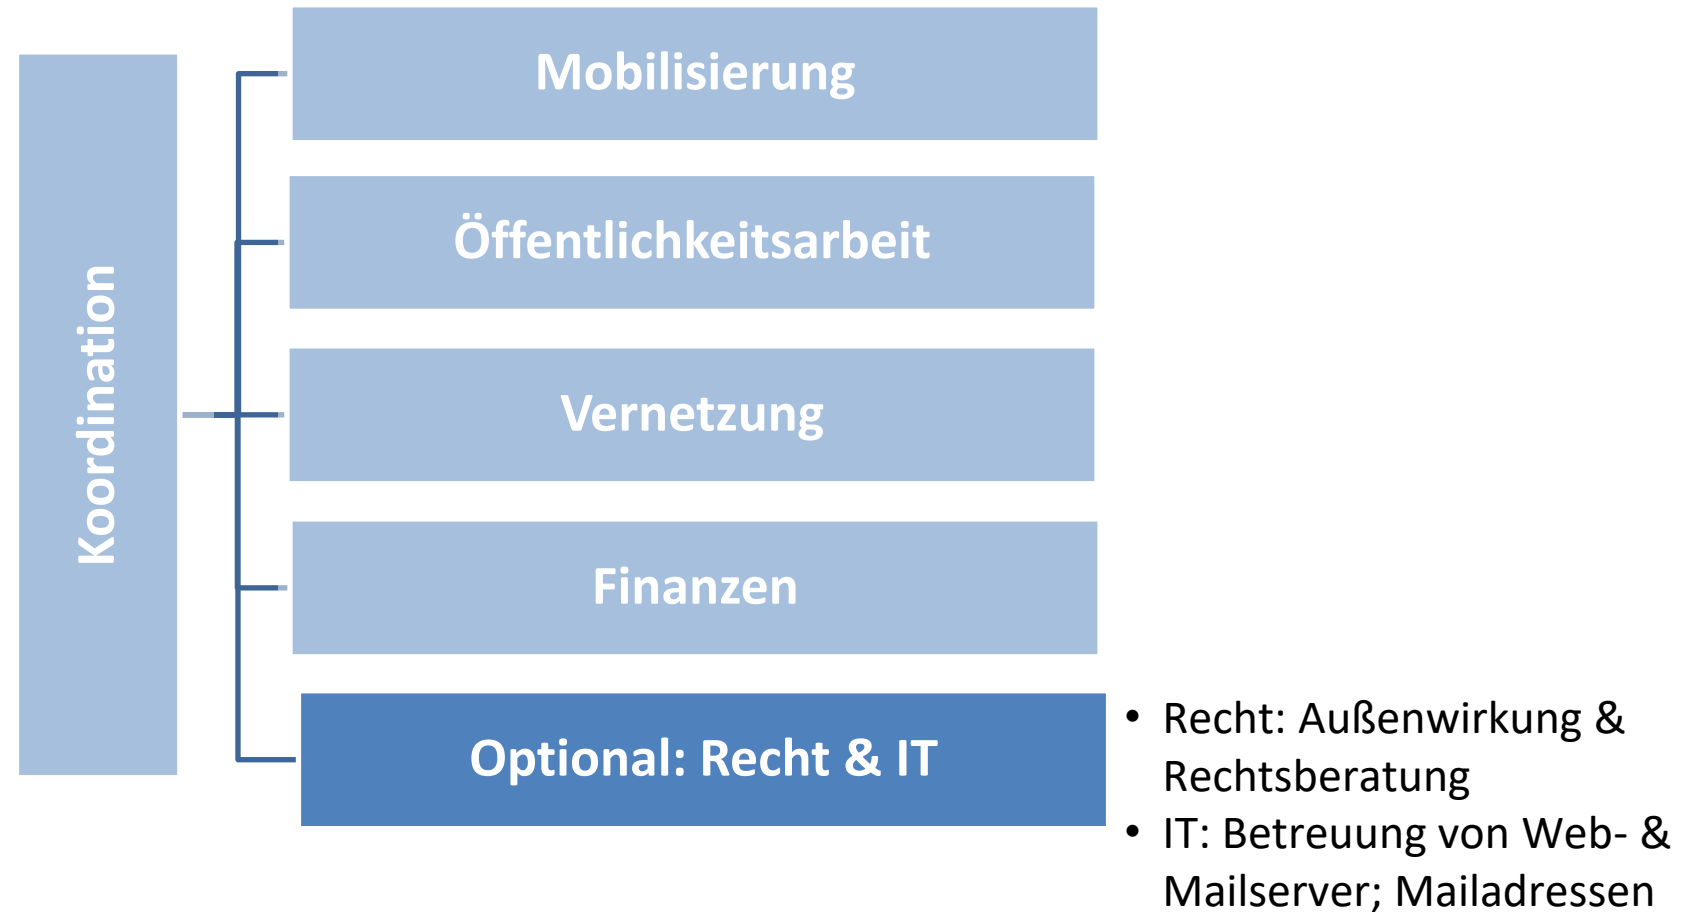 Koordination
Mobilisierung
Öffentlichkeitsarbeit
Vernetzung
Finanzen
Optional: Recht & IT
• Recht: Außenwirkung &
Rechtsberatung
• IT: Betreuung von Web- &
Mailserver; Mailadressen